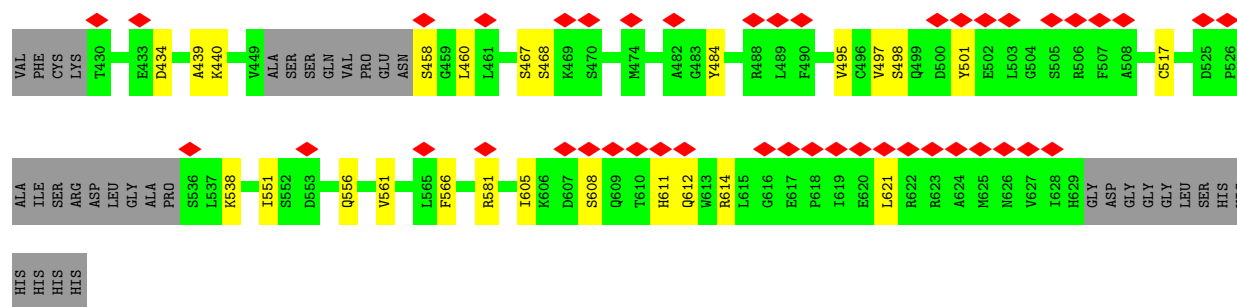 VAL PHE CYS LYS T430 E433 D434 A439 K440 V449 ALA SER SER GLN VAL PRO GLU ASN S458 G459 L460 L461 S467 S468 K469 S470 M474 A482 G483 Y484 R488 L489 F490 V495 C496 V497 S498 Q499 D500 Y501 E502 L503 G504 S505 R506 F507 A508 C517 D525 P526
ALA ILE SER ARG ASP LEU GLY ALA PRO S536 L537 K538 I551 S552 D553 Q556 V561 L565 F566 R581 I605 K606 D607 S608 Q609 T610 H611 Q612 W613 R614 L615 G616 E617 P618 I619 E620 L621 R622 R623 A624 M625 N626 V627 I628 H629 GLY ASP GLY GLY GLY LEU SER HIS
HIS HIS HIS HIS